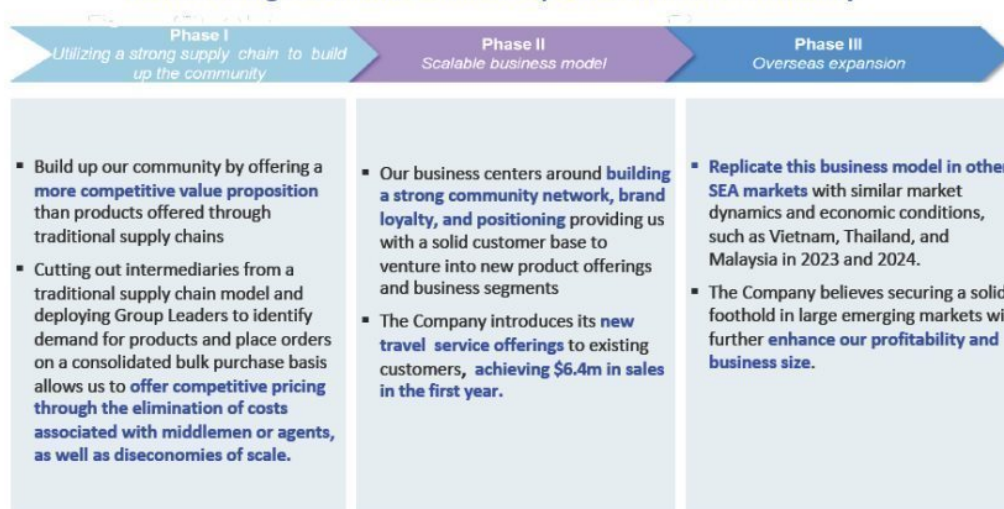 Phase I
Utilizing a strong supply chain to build
up the community
Phase II
Scalable business model
Phase III
Overseas expansion
▪ Build up our community by offering a
more competitive value proposition
than products offered through
traditional supply chains
▪ Cutting out intermediaries from a
traditional supply chain model and
deploying Group Leaders to identify
demand for products and place orders
on a consolidated bulk purchase basis
allows us to offer competitive pricing
through the elimination of costs
associated with middlemen or agents,
as well as diseconomies of scale.
▪ Our business centers around building
a strong community network, brand
loyalty, and positioning providing us
with a solid customer base to
venture into new product offerings
and business segments
▪ The Company introduces its new
travel service offerings to existing
customers, achieving $6.4m in sales
in the first year.
▪ Replicate this business model in other
SEA markets with similar market
dynamics and economic conditions,
such as Vietnam, Thailand, and
Malaysia in 2023 and 2024.
▪ The Company believes securing a solid
foothold in large emerging markets wi
further enhance our profitability and
business size.